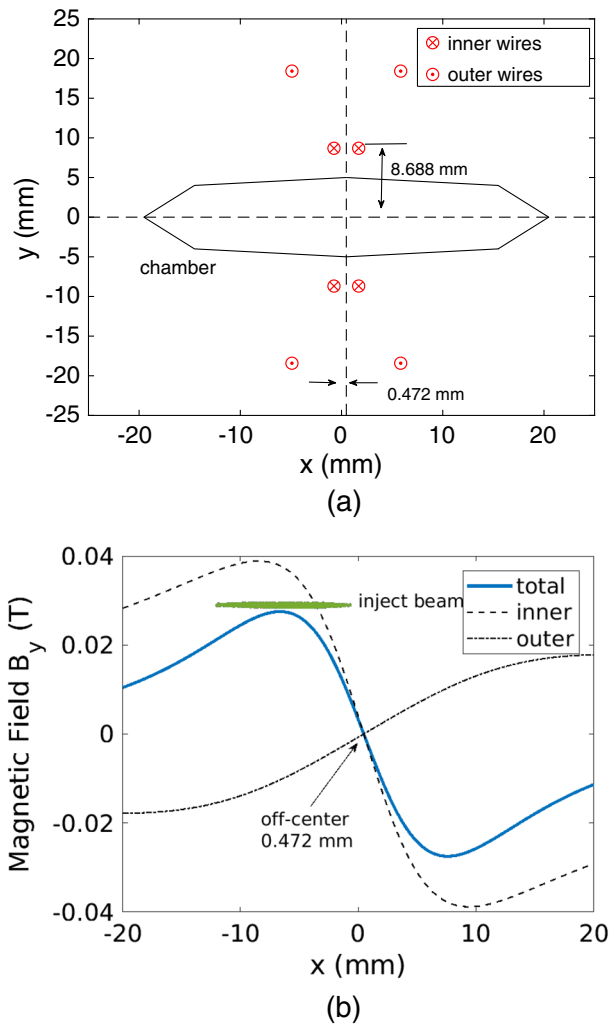 25
20
15
10
5
0
-5
-10
-15
-20
-25
y (mm)
inner wires
outer wires
8.688 mm
chamber
0.472 mm
-20 -10 0 10 20
x (mm)
(a)
0.04
0.02
0
-0.02
-0.04
Magnetic Field B_y (T)
inject beam
total
inner
outer
off-center
0.472 mm
-20 -10 0 10 20
x (mm)
(b)